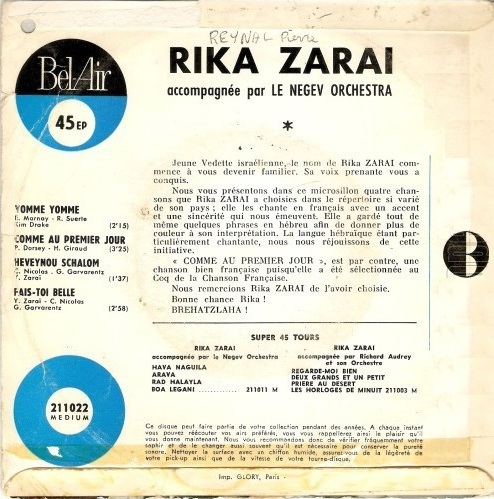 REYNAL Pierre
RIKA ZARAI
accompagnée par LE NEGEV ORCHESTRA
*
Bel Air
45 EP
YOMME YOMME
E. Marnay - R. Suerte
Kim Drake (2'15)
COMME AU PREMIER JOUR
P. Dorsey - H. Giraud (3'25)
HEVEYNOU SCHALOM
C. Nicolas - G. Garvarentz
Y. Zaraï (1'37)
FAIS-TOI BELLE
Y. Zaraï - C. Nicolas
G. Garvarentz (2'58)
Jeune Vedette israélienne, le nom de Rika ZARAI com-
mence à vous devenir familier. Sa voix prenante vous a
conquis.
Nous vous présentons dans ce microsillon quatre chan-
sons que Rika ZARAI a choisies dans le répertoire si varié
de son pays ; elle les chante en français avec un accent
et une sincérité qui nous émeuvent. Elle a gardé tout de
même quelques phrases en hébreu afin de donner plus de
couleur à son interprétation. La langue hébraïque étant par-
ticulièrement chantante, nous nous réjouissons de cette
initiative.
« COMME AU PREMIER JOUR », est par contre, une
chanson bien française puisqu'elle a été sélectionnée au
Coq de la Chanson Française.
Nous remercions Rika ZARAI de l'avoir choisie.
Bonne chance Rika !
BREHATZLAHA !
B
SUPER 45 TOURS
RIKA ZARAI
accompagnée par le Negev Orchestra
HAVA NAGUILA
ARAVA
RAD HALAYLA
BOA LEGANI ............ 211011 M
RIKA ZARAI
accompagnée par Richard Audrey
et son Orchestre
REGARDE-MOI BIEN
DEUX GRANDS ET UN PETIT
PRIERE AU DESERT
LES HORLOGES DE MINUIT 211003 M
211022
MEDIUM
Ce disque peut faire partie de votre collection pendant des années. A chaque instant
vous pouvez réécouter vos airs préférés, vous vous rappellerez ainsi le plaisir qu'il
vous donne maintenant. Nous vous recommandons donc de vérifier fréquemment votre
saphir et de le changer aussi souvent qu'il est nécessaire pour conserver la pureté
sonore. Nettoyer la surface avec un chiffon humide, assurez-vous de la légèreté de
votre pick-up ainsi que de la vitesse de votre tourne-disque.
Imp. GLORY, Paris -